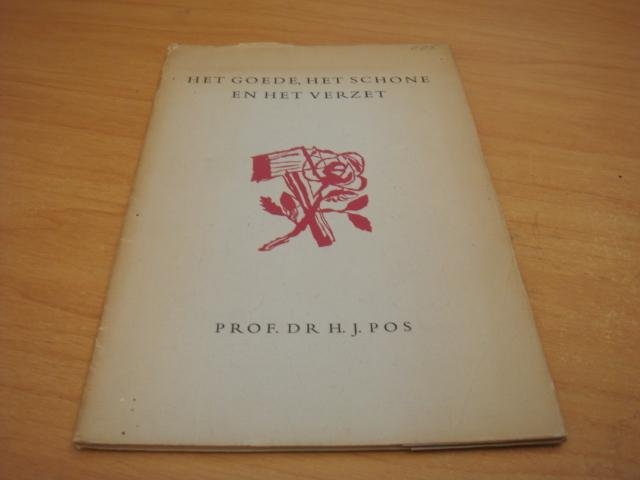 HET GOEDE, HET SCHONE
EN HET VERZET
PROF. DR H. J. POS